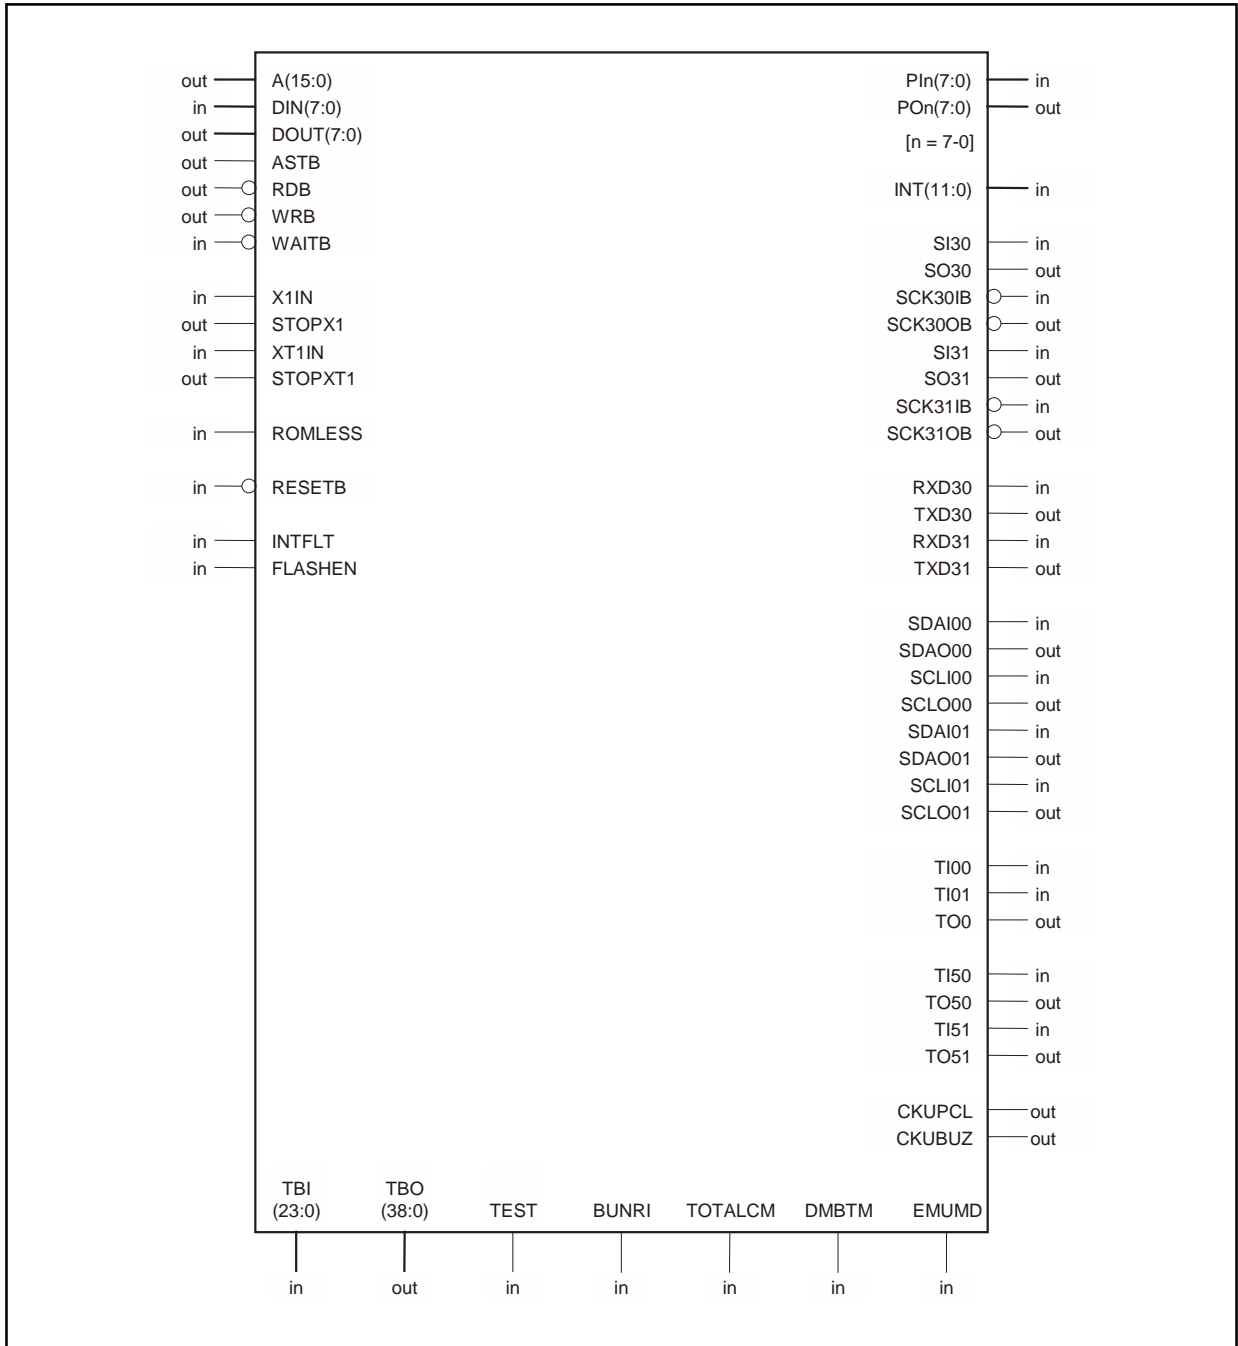 out A(15:0) PIn(7:0) in
in DIN(7:0) POn(7:0) out
out DOUT(7:0) [n = 7-0]
out ASTB
out RDB INT(11:0) in
out WRB
in WAITB SI30 in
SO30 out
in X1IN SCK30IB in
out STOPX1 SCK30OB out
in XT1IN SI31 in
out STOPXT1 SO31 out
SCK31IB in
in ROMLESS SCK31OB out
in RESETB RXD30 in
TXD30 out
in INTFLT RXD31 in
in FLASHEN TXD31 out
SDAI00 in
SDAO00 out
SCLI00 in
SCLO00 out
SDAI01 in
SDAO01 out
SCLI01 in
SCLO01 out
TI00 in
TI01 in
TO0 out
TI50 in
TO50 out
TI51 in
TO51 out
CKUPCL out
CKUBUZ out
TBI TBO
(23:0) (38:0) TEST BUNRI TOTALCM DMBTM EMUMD
in out in in in in in